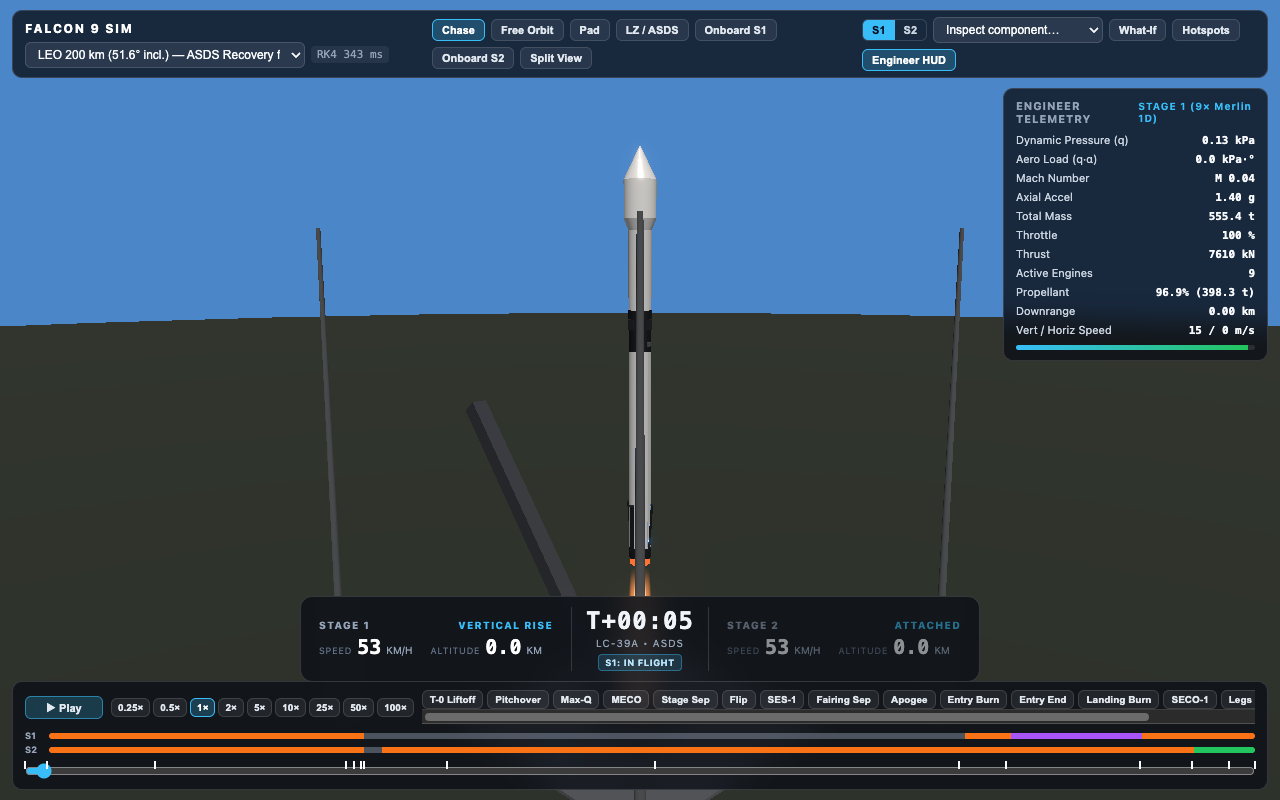 FALCON 9 SIM
LEO 200 km (51.6° incl.) — ASDS Recovery f
RK4 343 ms
Chase
Free Orbit
Pad
LZ / ASDS
Onboard S1
Onboard S2
Split View
S1
S2
Inspect component...
What-If
Hotspots
Engineer HUD
ENGINEER TELEMETRY
STAGE 1 (9× Merlin 1D)
Dynamic Pressure (q) 0.13 kPa
Aero Load (q·α) 0.0 kPa·°
Mach Number M 0.04
Axial Accel 1.40 g
Total Mass 555.4 t
Throttle 100 %
Thrust 7610 kN
Active Engines 9
Propellant 96.9% (398.3 t)
Downrange 0.00 km
Vert / Horiz Speed 15 / 0 m/s
STAGE 1 VERTICAL RISE
SPEED 53 KM/H ALTITUDE 0.0 KM
T+00:05
LC-39A • ASDS
S1: IN FLIGHT
STAGE 2 ATTACHED
SPEED 53 KM/H ALTITUDE 0.0 KM
Play
0.25×
0.5×
1×
2×
5×
10×
25×
50×
100×
T-0 Liftoff
Pitchover
Max-Q
MECO
Stage Sep
Flip
SES-1
Fairing Sep
Apogee
Entry Burn
Entry End
Landing Burn
SECO-1
Legs
S1
S2